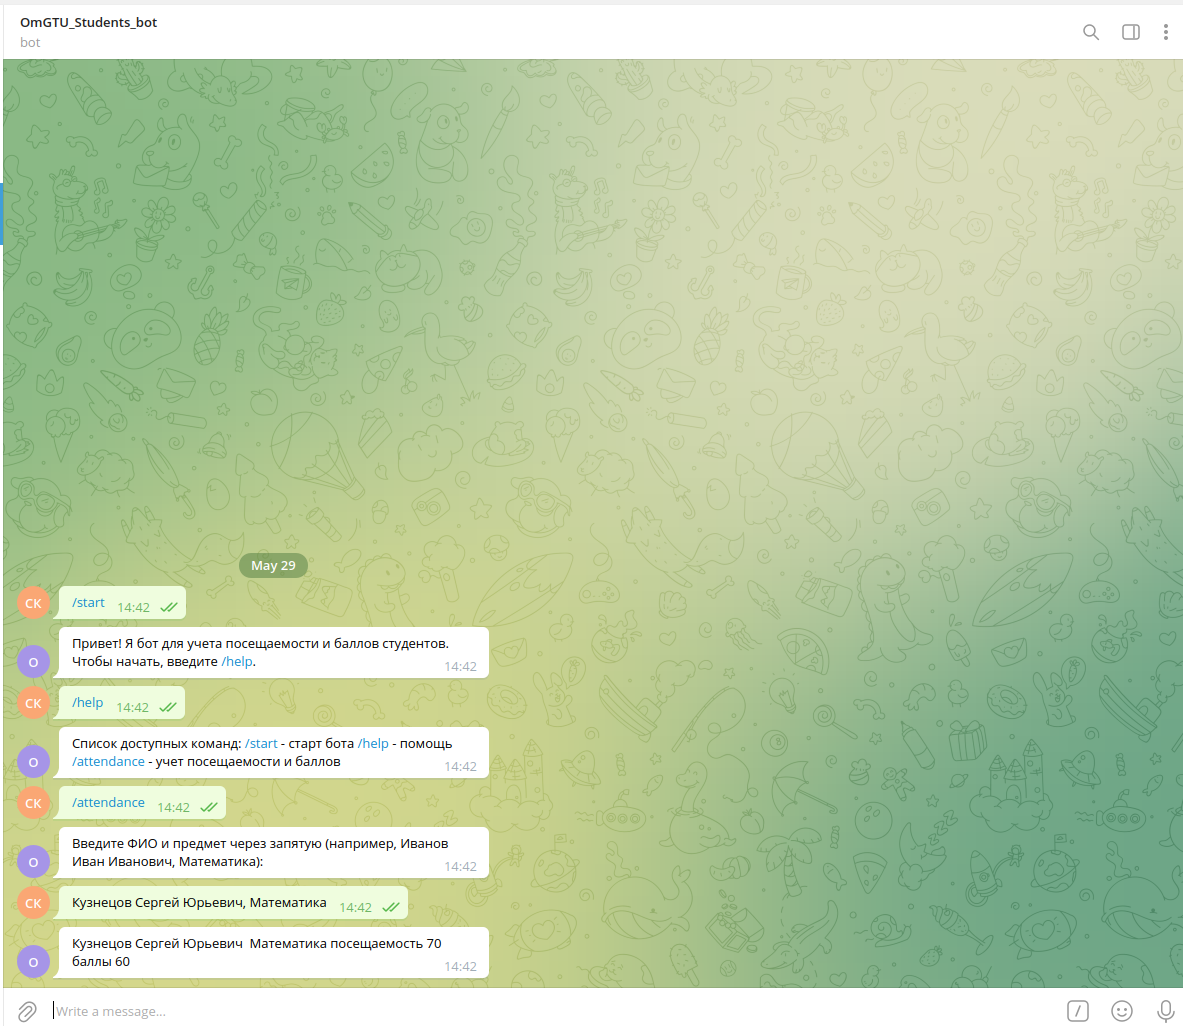 OmGTU_Students_bot
bot
May 29
СК
/start 14:42
Привет! Я бот для учета посещаемости и баллов студентов.
Чтобы начать, введите /help.
14:42
О
СК
/help 14:42
Список доступных команд: /start - старт бота /help - помощь
/attendance - учет посещаемости и баллов
14:42
О
СК
/attendance 14:42
Введите ФИО и предмет через запятую (например, Иванов
Иван Иванович, Математика):
14:42
О
СК
Кузнецов Сергей Юрьевич, Математика 14:42
Кузнецов Сергей Юрьевич  Математика посещаемость 70
баллы 60
14:42
О
Write a message...